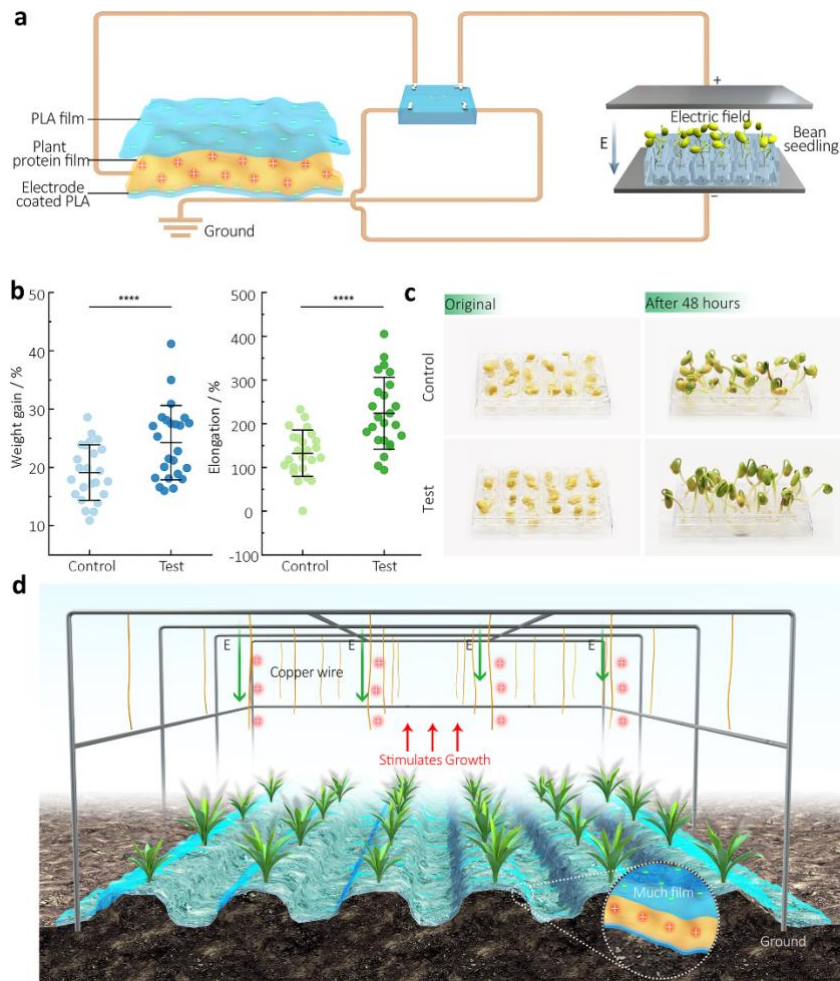 a
PLA film
Plant
protein film
Electrode
coated PLA
Ground
+
Electric field
E
Bean
seedling
−
b
50
40
30
20
10
Weight gain / %
****
Control
Test
500
400
300
200
100
0
-100
Elongation / %
****
Control
Test
c
Original
After 48 hours
Control
Test
d
E
E
E
E
Copper wire
Stimulates Growth
Much film
Ground